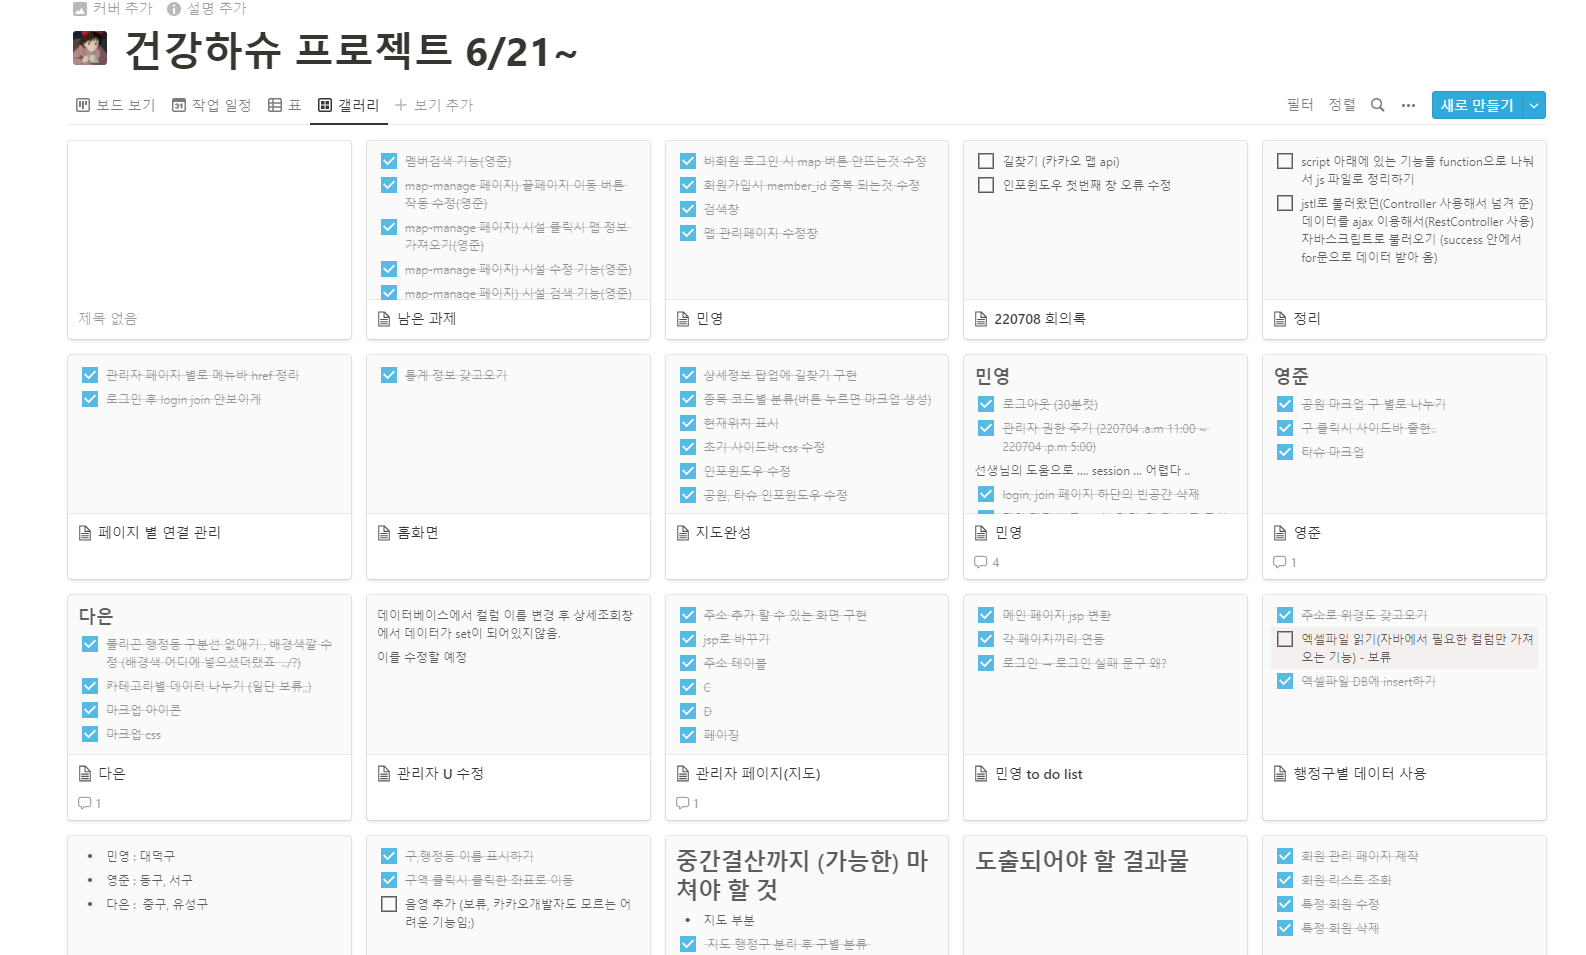 커버 추가 설명 추가
건강하슈 프로젝트 6/21~
보드 보기 작업 일정 표 갤러리 보기 추가
필터 정렬 새로 만들기
제목 없음
멤버검색 기능(영준)
map-manage 페이지) 끝페이지 이동 버튼
작동 수정(영준)
map-manage 페이지) 시설 클릭시 맵 정보
가져오기(영준)
map-manage 페이지) 시설 수정 기능(영준)
map-manage 페이지) 시설 검색 기능(영준)
남은 과제
비회원 로그인 시 map 버튼 안뜨는것 수정
회원가입시 member_id 중복 되는것 수정
검색창
맵 관리페이지 수정창
민영
길찾기 (카카오 맵 api)
인포윈도우 첫번째 창 오류 수정
220708 회의록
script 아래에 있는 기능들 function으로 나눠
서 js 파일로 정리하기
jstl로 불러왔던(Controller 사용해서 넘겨 준)
데이터를 ajax 이용해서(RestController 사용)
자바스크립트로 불러오기 (success 안에서
for문으로 데이터 받아 옴)
정리
관리자 페이지 별로 메뉴바 href 정리
로그인 후 login join 안보이게
페이지 별 연결 관리
통계 정보 갖고오기
홈화면
상세정보 팝업에 길찾기 구현
종목 코드별 분류(버튼 누르면 마크업 생성)
현재위치 표시
초기 사이드바 css 수정
인포윈도우 수정
공원, 타슈 인포윈도우 수정
지도완성
민영
로그아웃 (30분컷)
관리자 권한 주기 (220704 .a.m 11:00 ~
220704 .p.m 5:00)
선생님의 도움으로 .... session ... 어렵다 ..
login, join 페이지 하단의 빈공간 삭제
민영
4
영준
공원 마크업 구 별로 나누기
구 클릭시 사이드바 출현..
타슈 마크업
영준
1
다은
폴리곤 행정동 구분선 없애기 , 배경색깔 수
정 (배경색 어디에 넣으셨더랬죠 ../?)
카테고리별 데이터 나누기 (일단 보류,,)
마크업 아이콘
마크업 css
다은
1
데이터베이스에서 컬럼 이름 변경 후 상세조회창
에서 데이터가 set이 되어있지않음.
이를 수정할 예정
관리자 U 수정
주소 추가 할 수 있는 화면 구현
jsp로 바꾸기
주소 테이블
C
D
페이징
관리자 페이지(지도)
1
메인 페이지 jsp 변환
각 페이지끼리 연동
로그인 → 로그인 실패 문구 왜?
민영 to do list
주소로 위경도 갖고오기
엑셀파일 읽기(자바에서 필요한 컬럼만 가져
오는 기능) - 보류
엑셀파일 DB에 insert하기
행정구별 데이터 사용
• 민영 : 대덕구
• 영준 : 동구, 서구
• 다은 : 중구, 유성구
구,행정동 이름 표시하기
구역 클릭시 클릭한 좌표로 이동
음영 추가 (보류, 카카오개발자도 모르는 어
려운 기능임;)
중간결산까지 (가능한) 마
쳐야 할 것
• 지도 부분
지도 행정구 분리 후 구별 분류
도출되어야 할 결과물
회원 관리 페이지 제작
회원 리스트 조회
특정 회원 수정
특정 회원 삭제